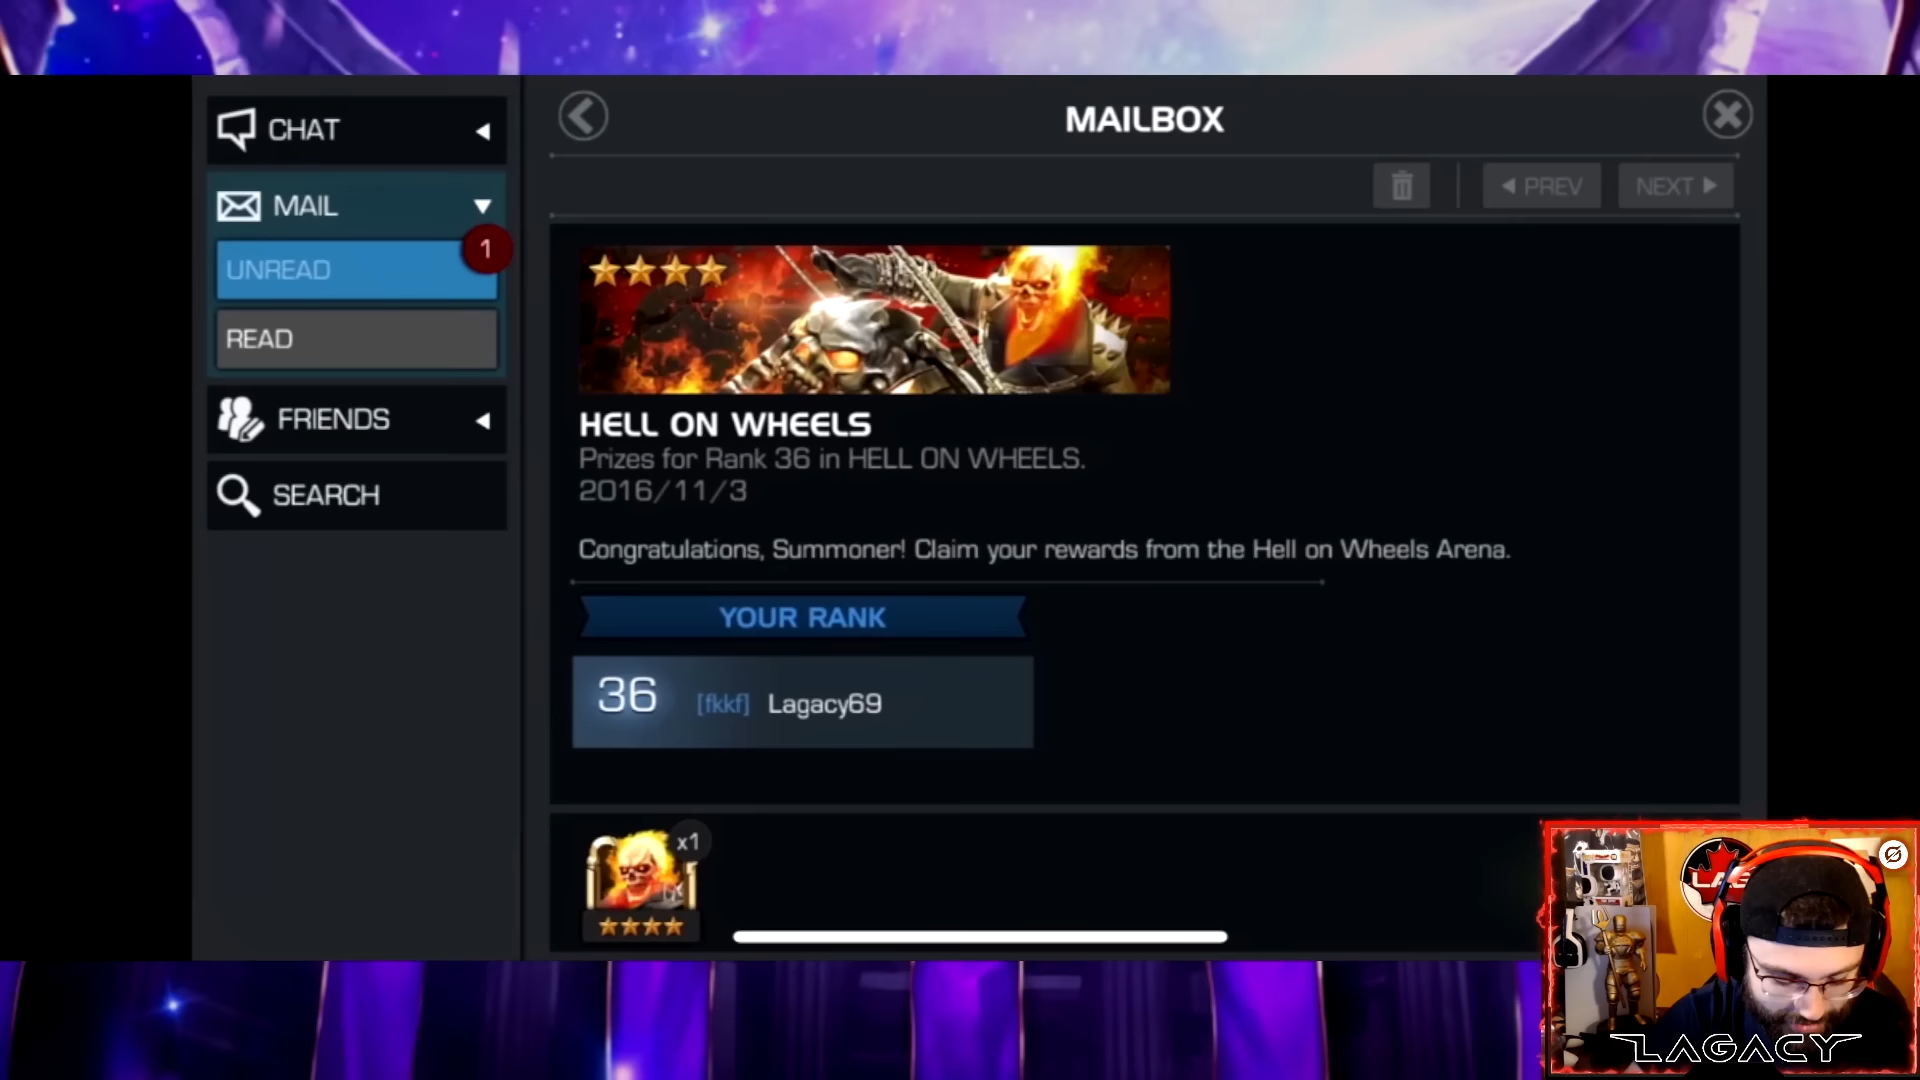 CHAT
MAIL
1
UNREAD
READ
FRIENDS
SEARCH
MAILBOX
PREV
NEXT
HELL ON WHEELS
Prizes for Rank 36 in HELL ON WHEELS.
2016/11/3
Congratulations, Summoner! Claim your rewards from the Hell on Wheels Arena.
YOUR RANK
36 [fkkf] Lagacy69
x1
LAGACY